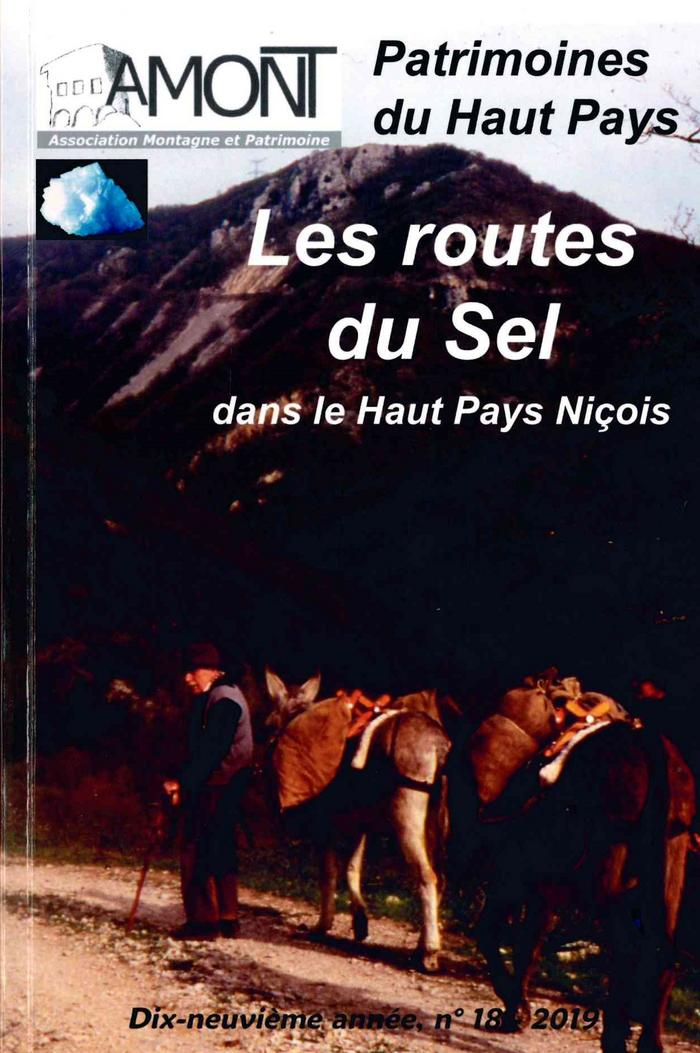 AMONT
Association Montagne et Patrimoine
Patrimoines
du Haut Pays
Les routes
du Sel
dans le Haut Pays Niçois
Dix-neuvième année, n° 18 - 2019